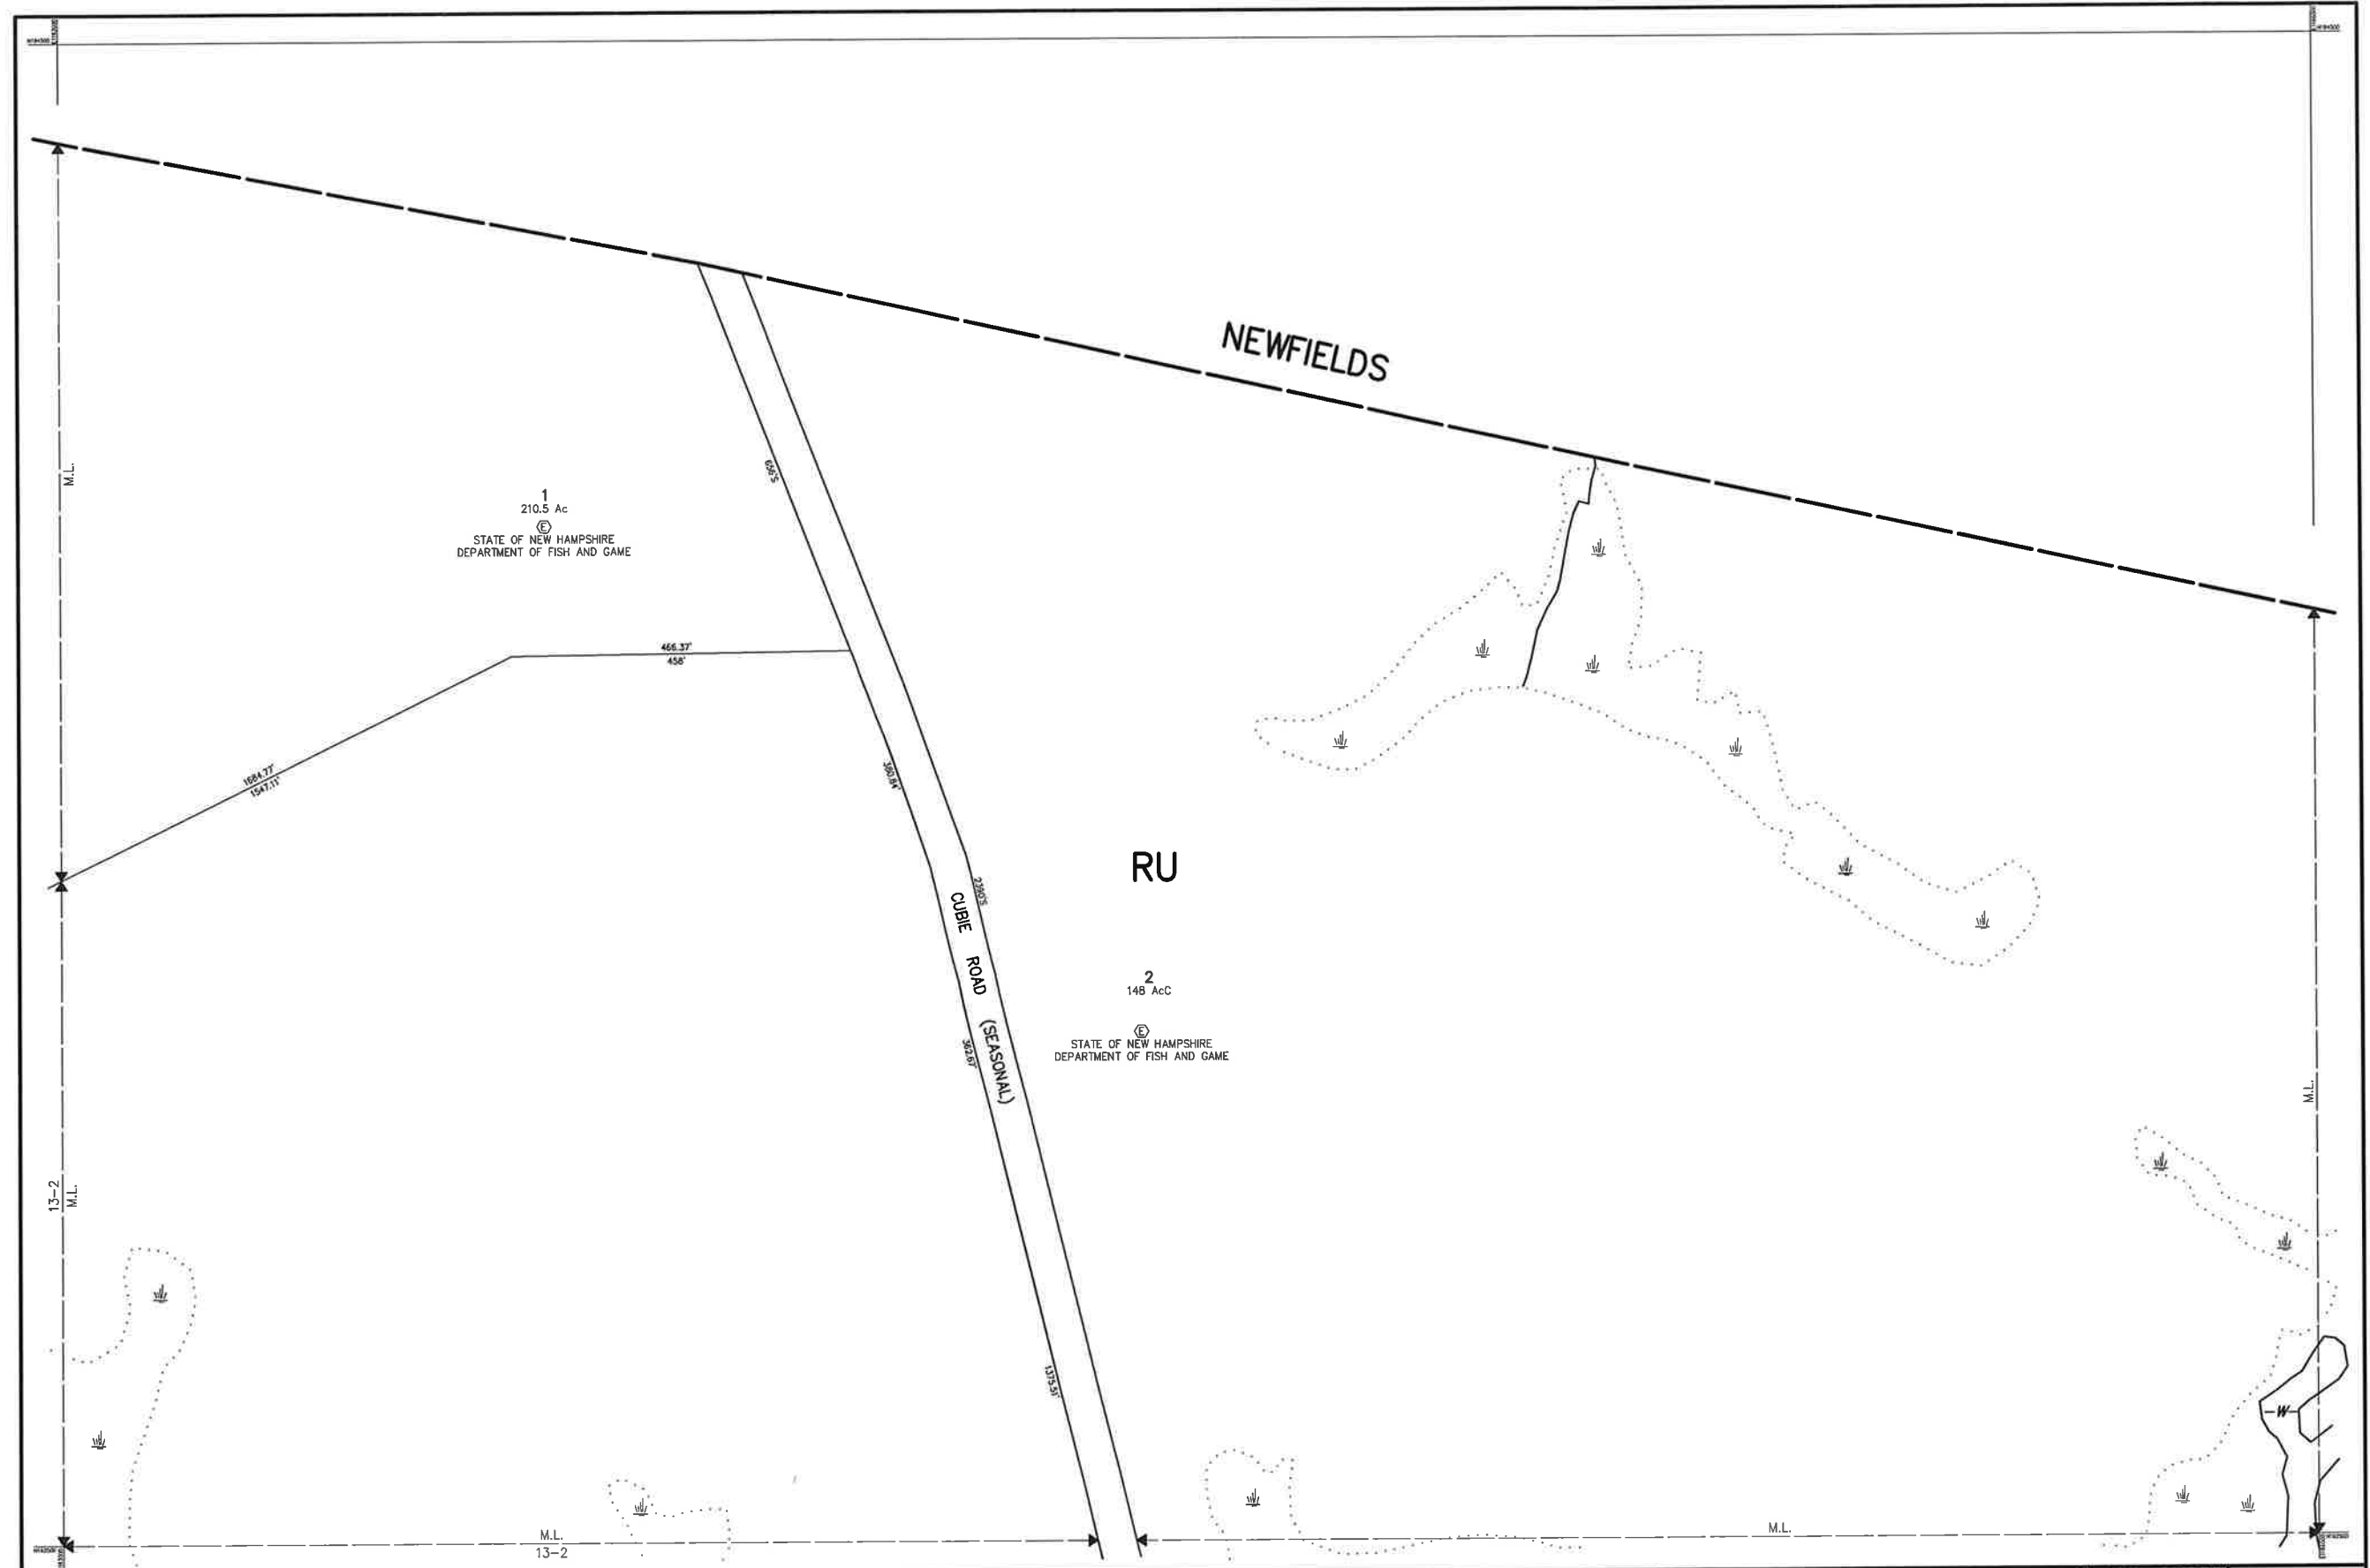 NEWFIELDS
M.L.
1
210.5 Ac
E
STATE OF NEW HAMPSHIRE
DEPARTMENT OF FISH AND GAME
656'S
466.37'
458'
1684.77'
1547.11'
380.84'
RU
2390'S
CUBIE ROAD (SEASONAL)
2
148 AcC
E
STATE OF NEW HAMPSHIRE
DEPARTMENT OF FISH AND GAME
362.67'
M.L.
13-2
M.L.
1375.51'
W
M.L.
13-2
M.L.